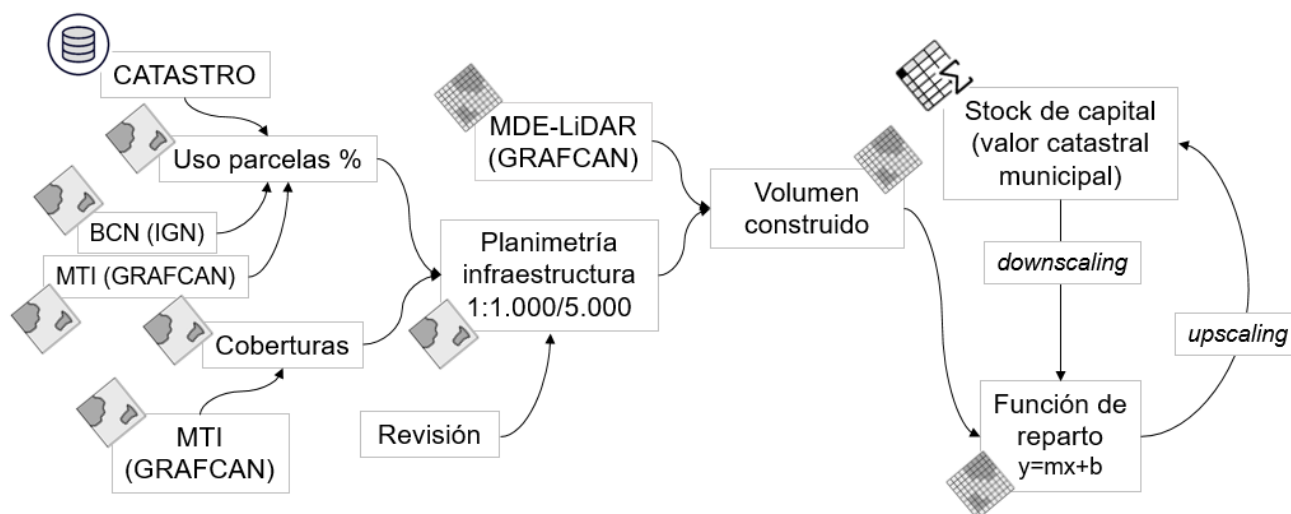 CATASTRO
Uso parcelas %
BCN (IGN)
MTI (GRAFCAN)
Coberturas
MTI
(GRAFCAN)
MDE-LiDAR
(GRAFCAN)
Planimetría
infraestructura
1:1.000/5.000
Revisión
Volumen
construido
Stock de capital
(valor catastral
municipal)
downscaling
upscaling
Función de
reparto
y=mx+b